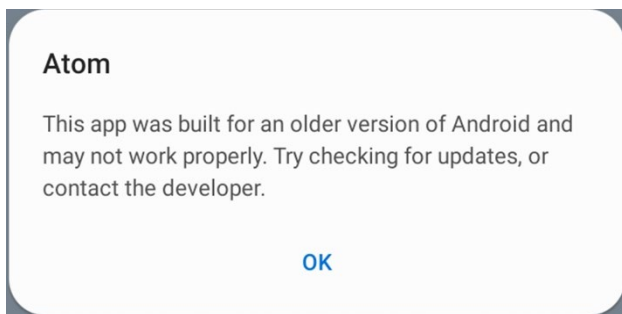 Atom
This app was built for an older version of Android and
may not work properly. Try checking for updates, or
contact the developer.
OK